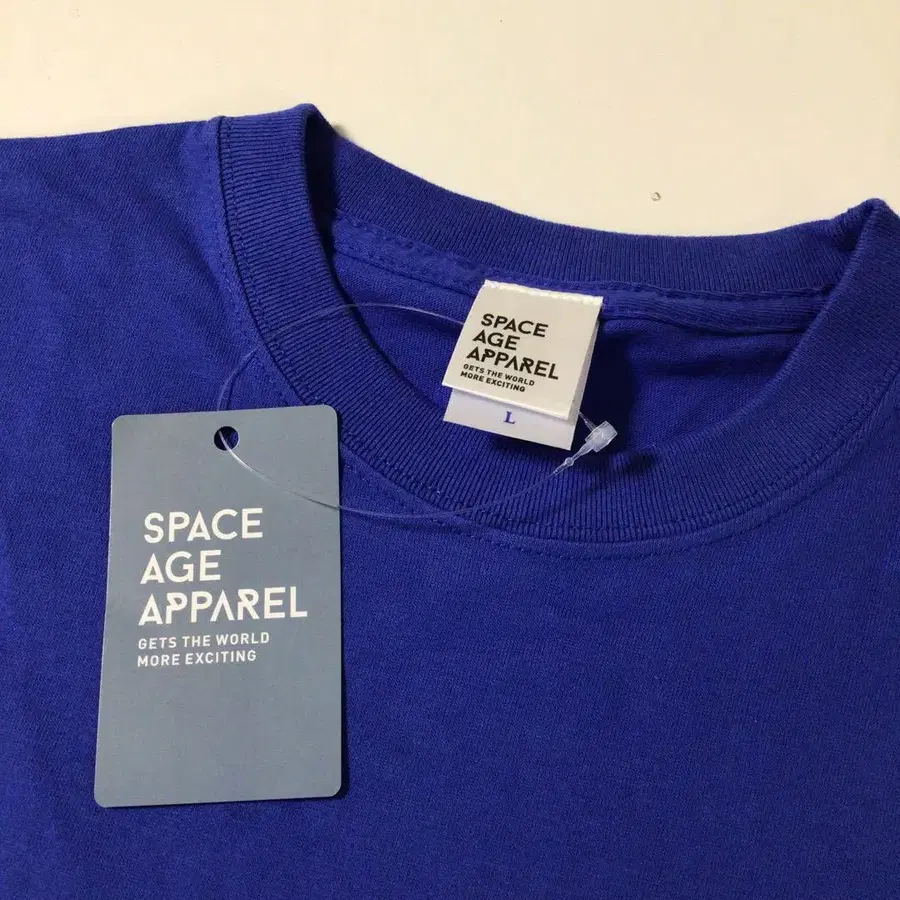 SPACE
AGE
APPAREL
GETS THE WORLD
MORE EXCITING
L
SPACE
AGE
APPAREL
GETS THE WORLD
MORE EXCITING